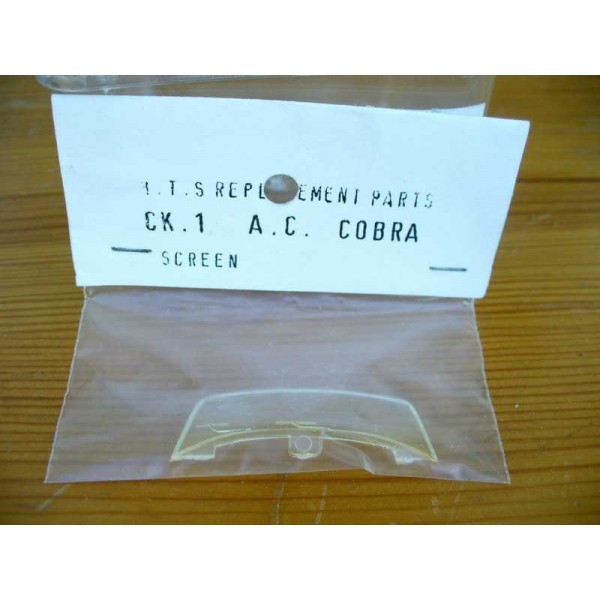 .T.S REPL EMENT PARTS
CK.1 A.C. COBRA
SCREEN